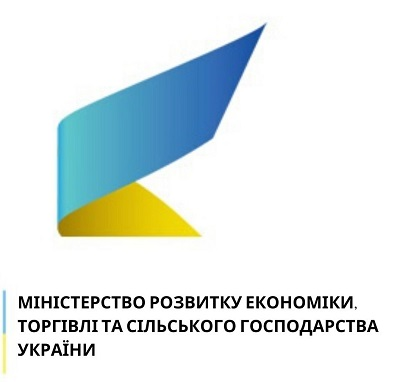 МІНІСТЕРСТВО РОЗВИТКУ ЕКОНОМІКИ,
ТОРГІВЛІ ТА СІЛЬСЬКОГО ГОСПОДАРСТВА
УКРАЇНИ